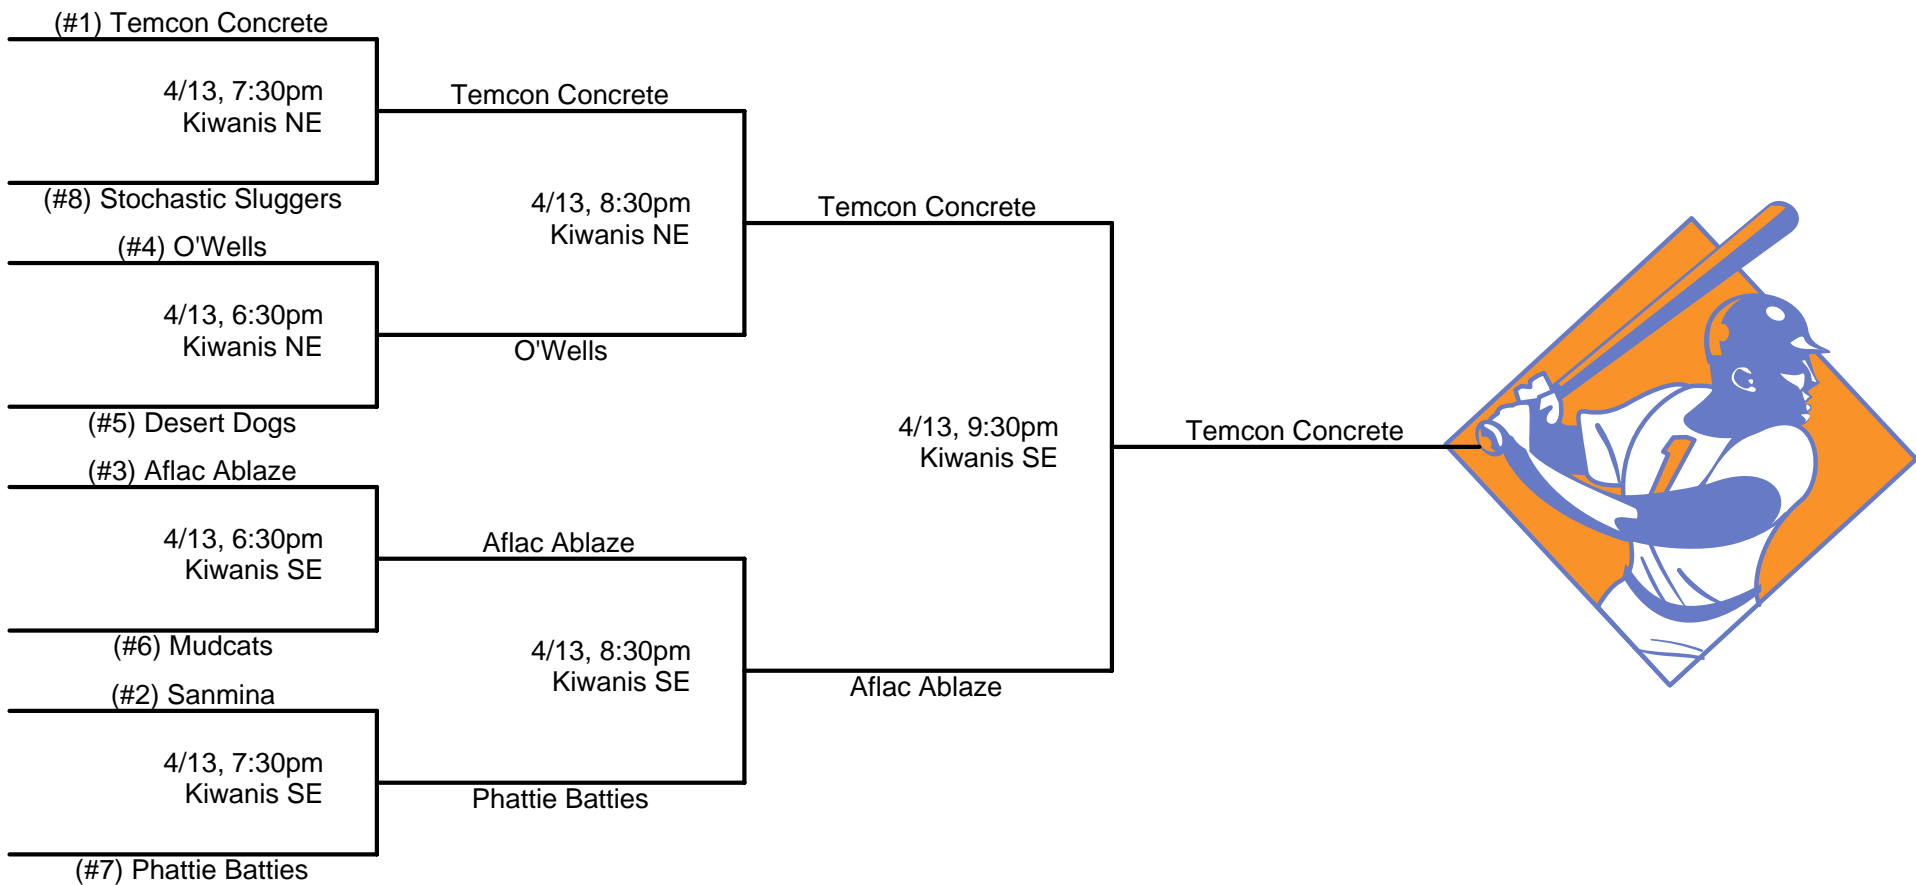 (#1) Temcon Concrete
4/13, 7:30pm
Kiwanis NE
(#8) Stochastic Sluggers
(#4) O'Wells
4/13, 6:30pm
Kiwanis NE
(#5) Desert Dogs
(#3) Aflac Ablaze
4/13, 6:30pm
Kiwanis SE
(#6) Mudcats
(#2) Sanmina
4/13, 7:30pm
Kiwanis SE
(#7) Phattie Batties
Temcon Concrete
4/13, 8:30pm
Kiwanis NE
O'Wells
Aflac Ablaze
4/13, 8:30pm
Kiwanis SE
Phattie Batties
Temcon Concrete
4/13, 9:30pm
Kiwanis SE
Aflac Ablaze
Temcon Concrete